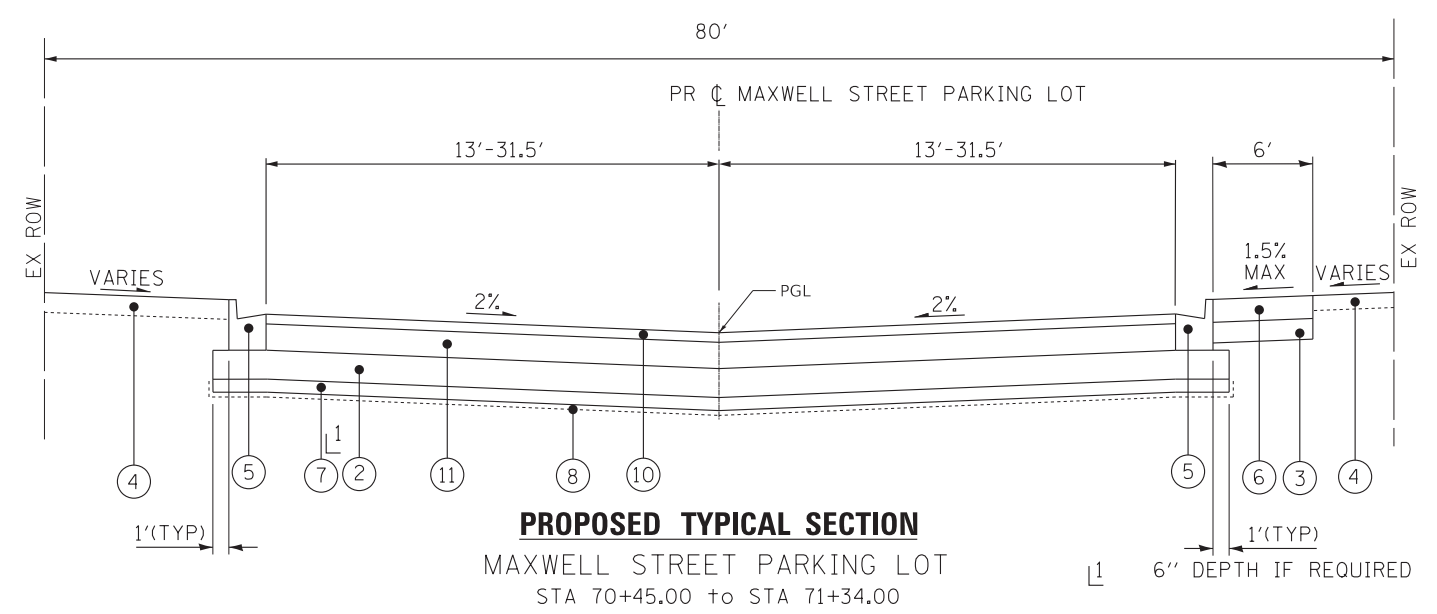 80'
PR ℄ MAXWELL STREET PARKING LOT
13'-31.5' 13'-31.5' 6'
EX ROW
EX ROW
VARIES
1.5%
MAX
VARIES
2%
PGL
2%
4 5 7 1 2 11 8 10 5 6 3 4
1'(TYP)
1'(TYP)
PROPOSED TYPICAL SECTION
MAXWELL STREET PARKING LOT
STA 70+45.00 to STA 71+34.00
1 6'' DEPTH IF REQUIRED